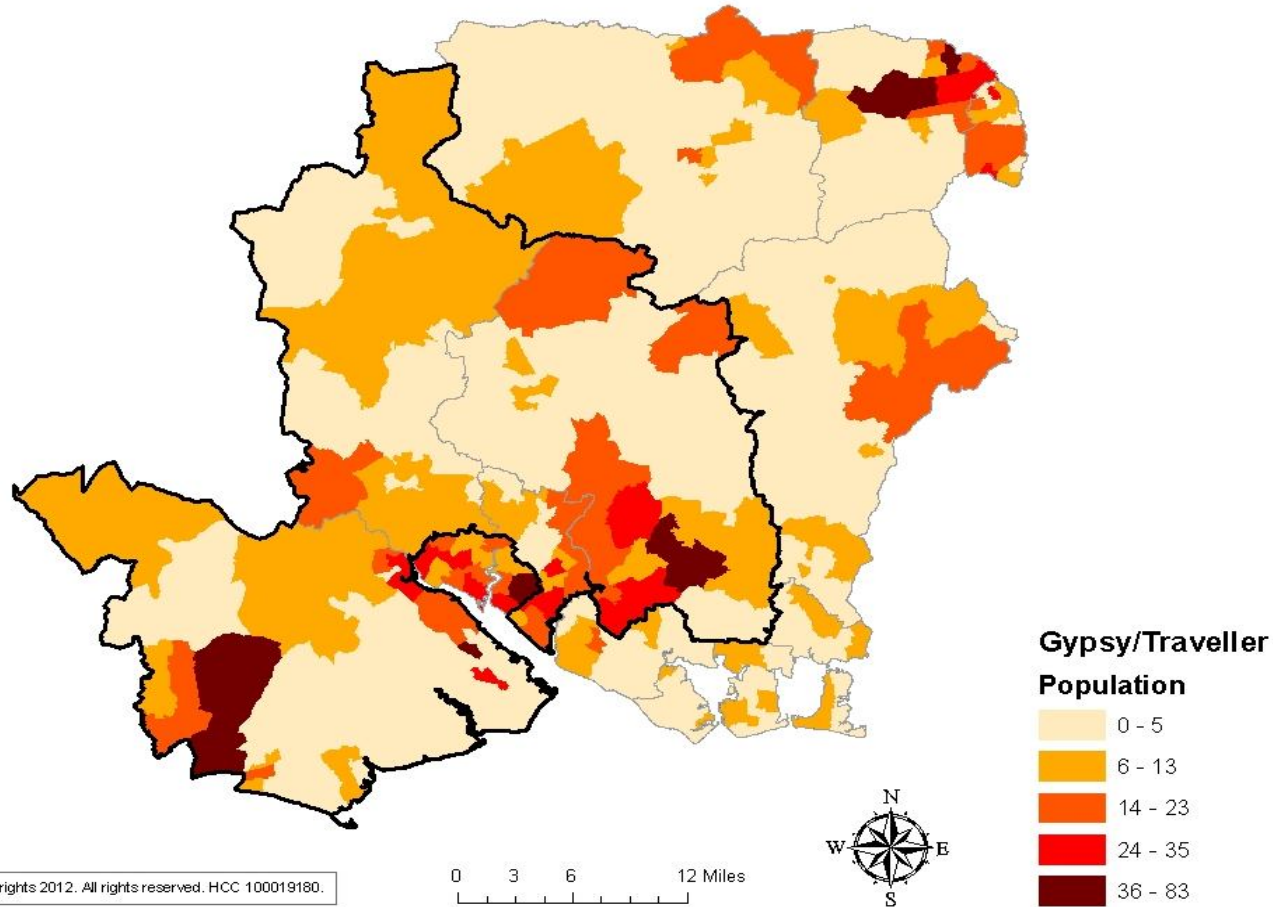 Gypsy/Traveller
Population
0 - 5
6 - 13
14 - 23
24 - 35
36 - 83
N
W E
S
0 3 6 12 Miles
rights 2012. All rights reserved. HCC 100019180.